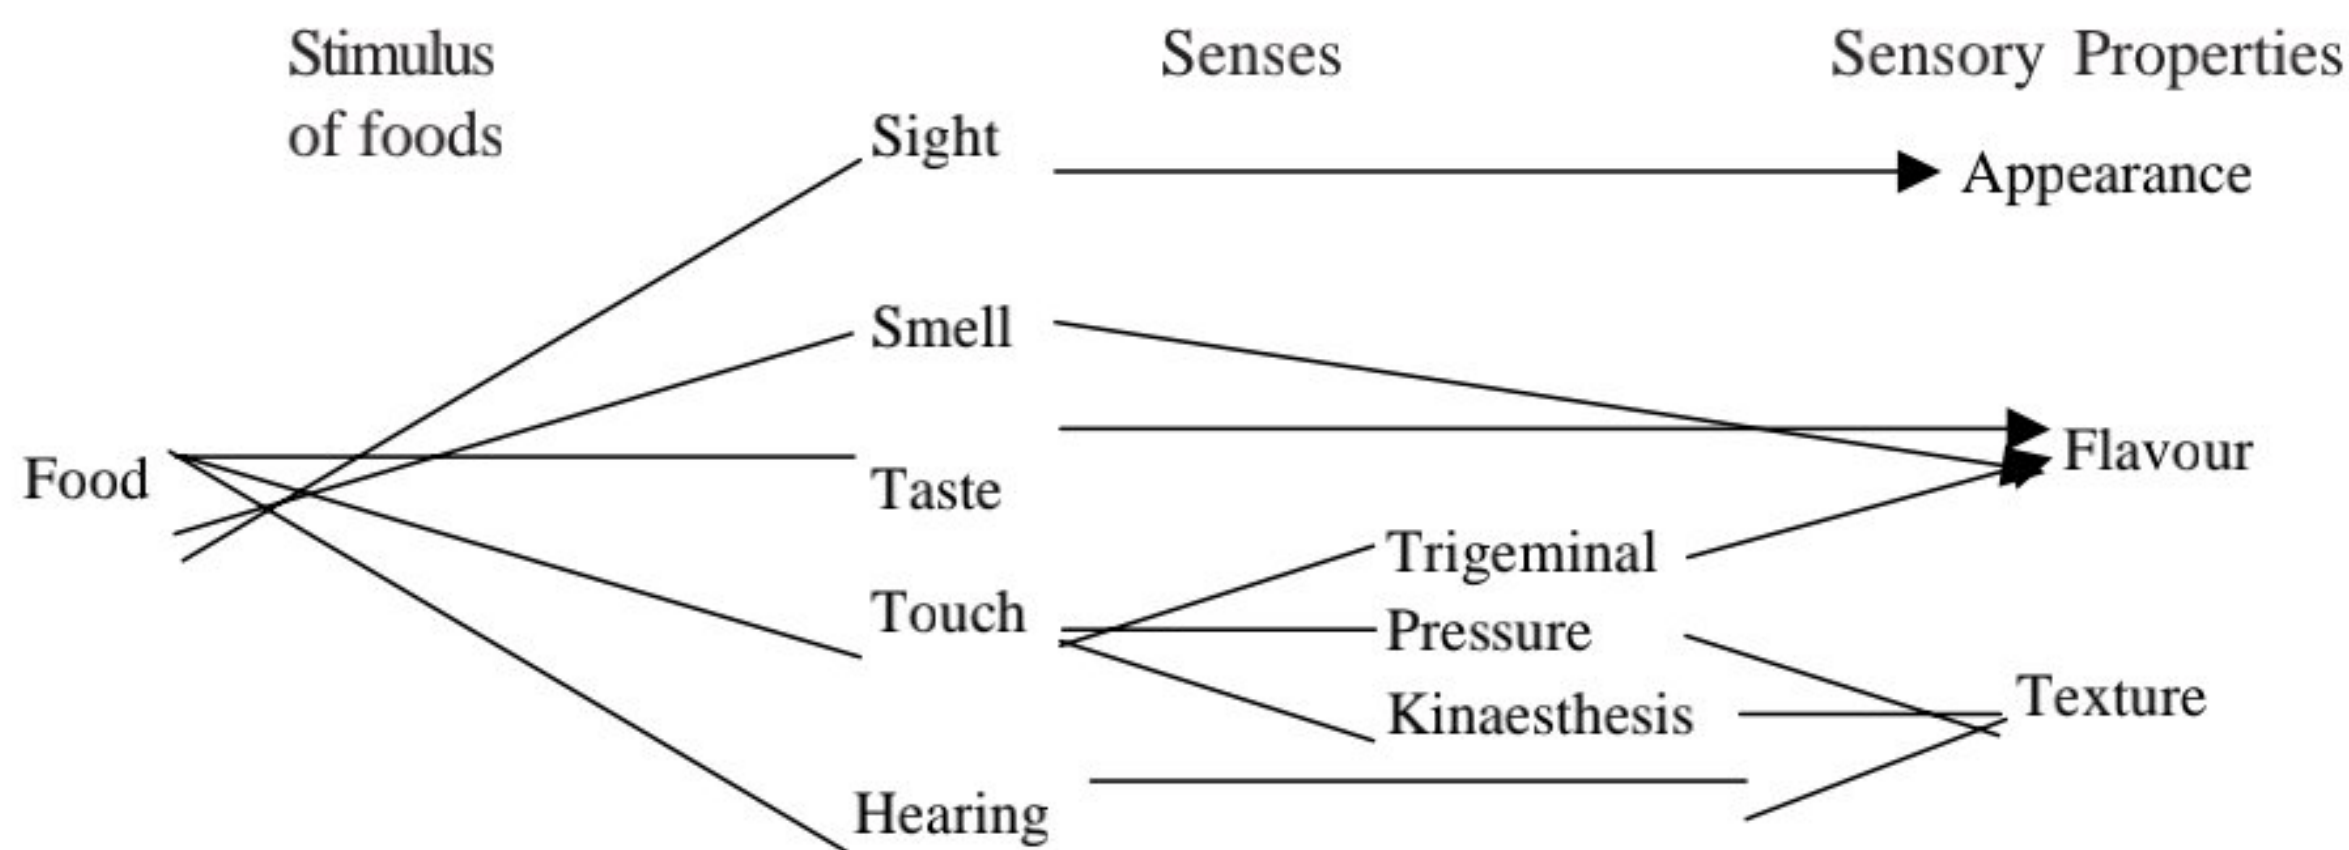 Stimulus
of foods
Senses
Sensory Properties
Sight
Appearance
Smell
Food
Taste
Flavour
Trigeminal
Touch
Pressure
Kinaesthesis
Texture
Hearing